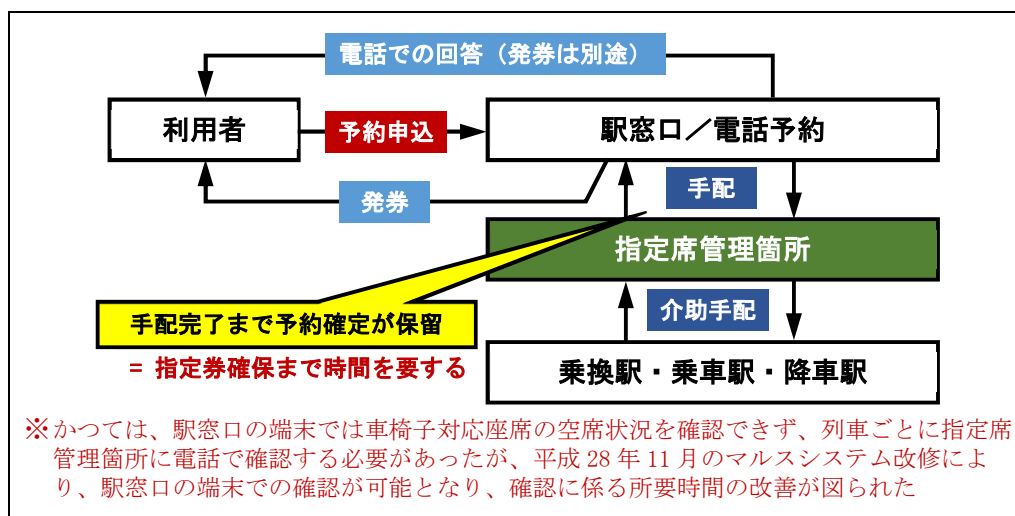 電話での回答(発券は別途)
利用者
予約申込
駅窓口/電話予約
発券
手配
指定席管理箇所
手配完了まで予約確定が保留
= 指定券確保まで時間を要する
介助手配
乗換駅・乗車駅・降車駅
※かつては、駅窓口の端末では車椅子対応座席の空席状況を確認できず、列車ごとに指定席
管理箇所に電話で確認する必要があったが、平成 28 年 11 月のマルスシステム改修によ
り、駅窓口の端末での確認が可能となり、確認に係る所要時間の改善が図られた